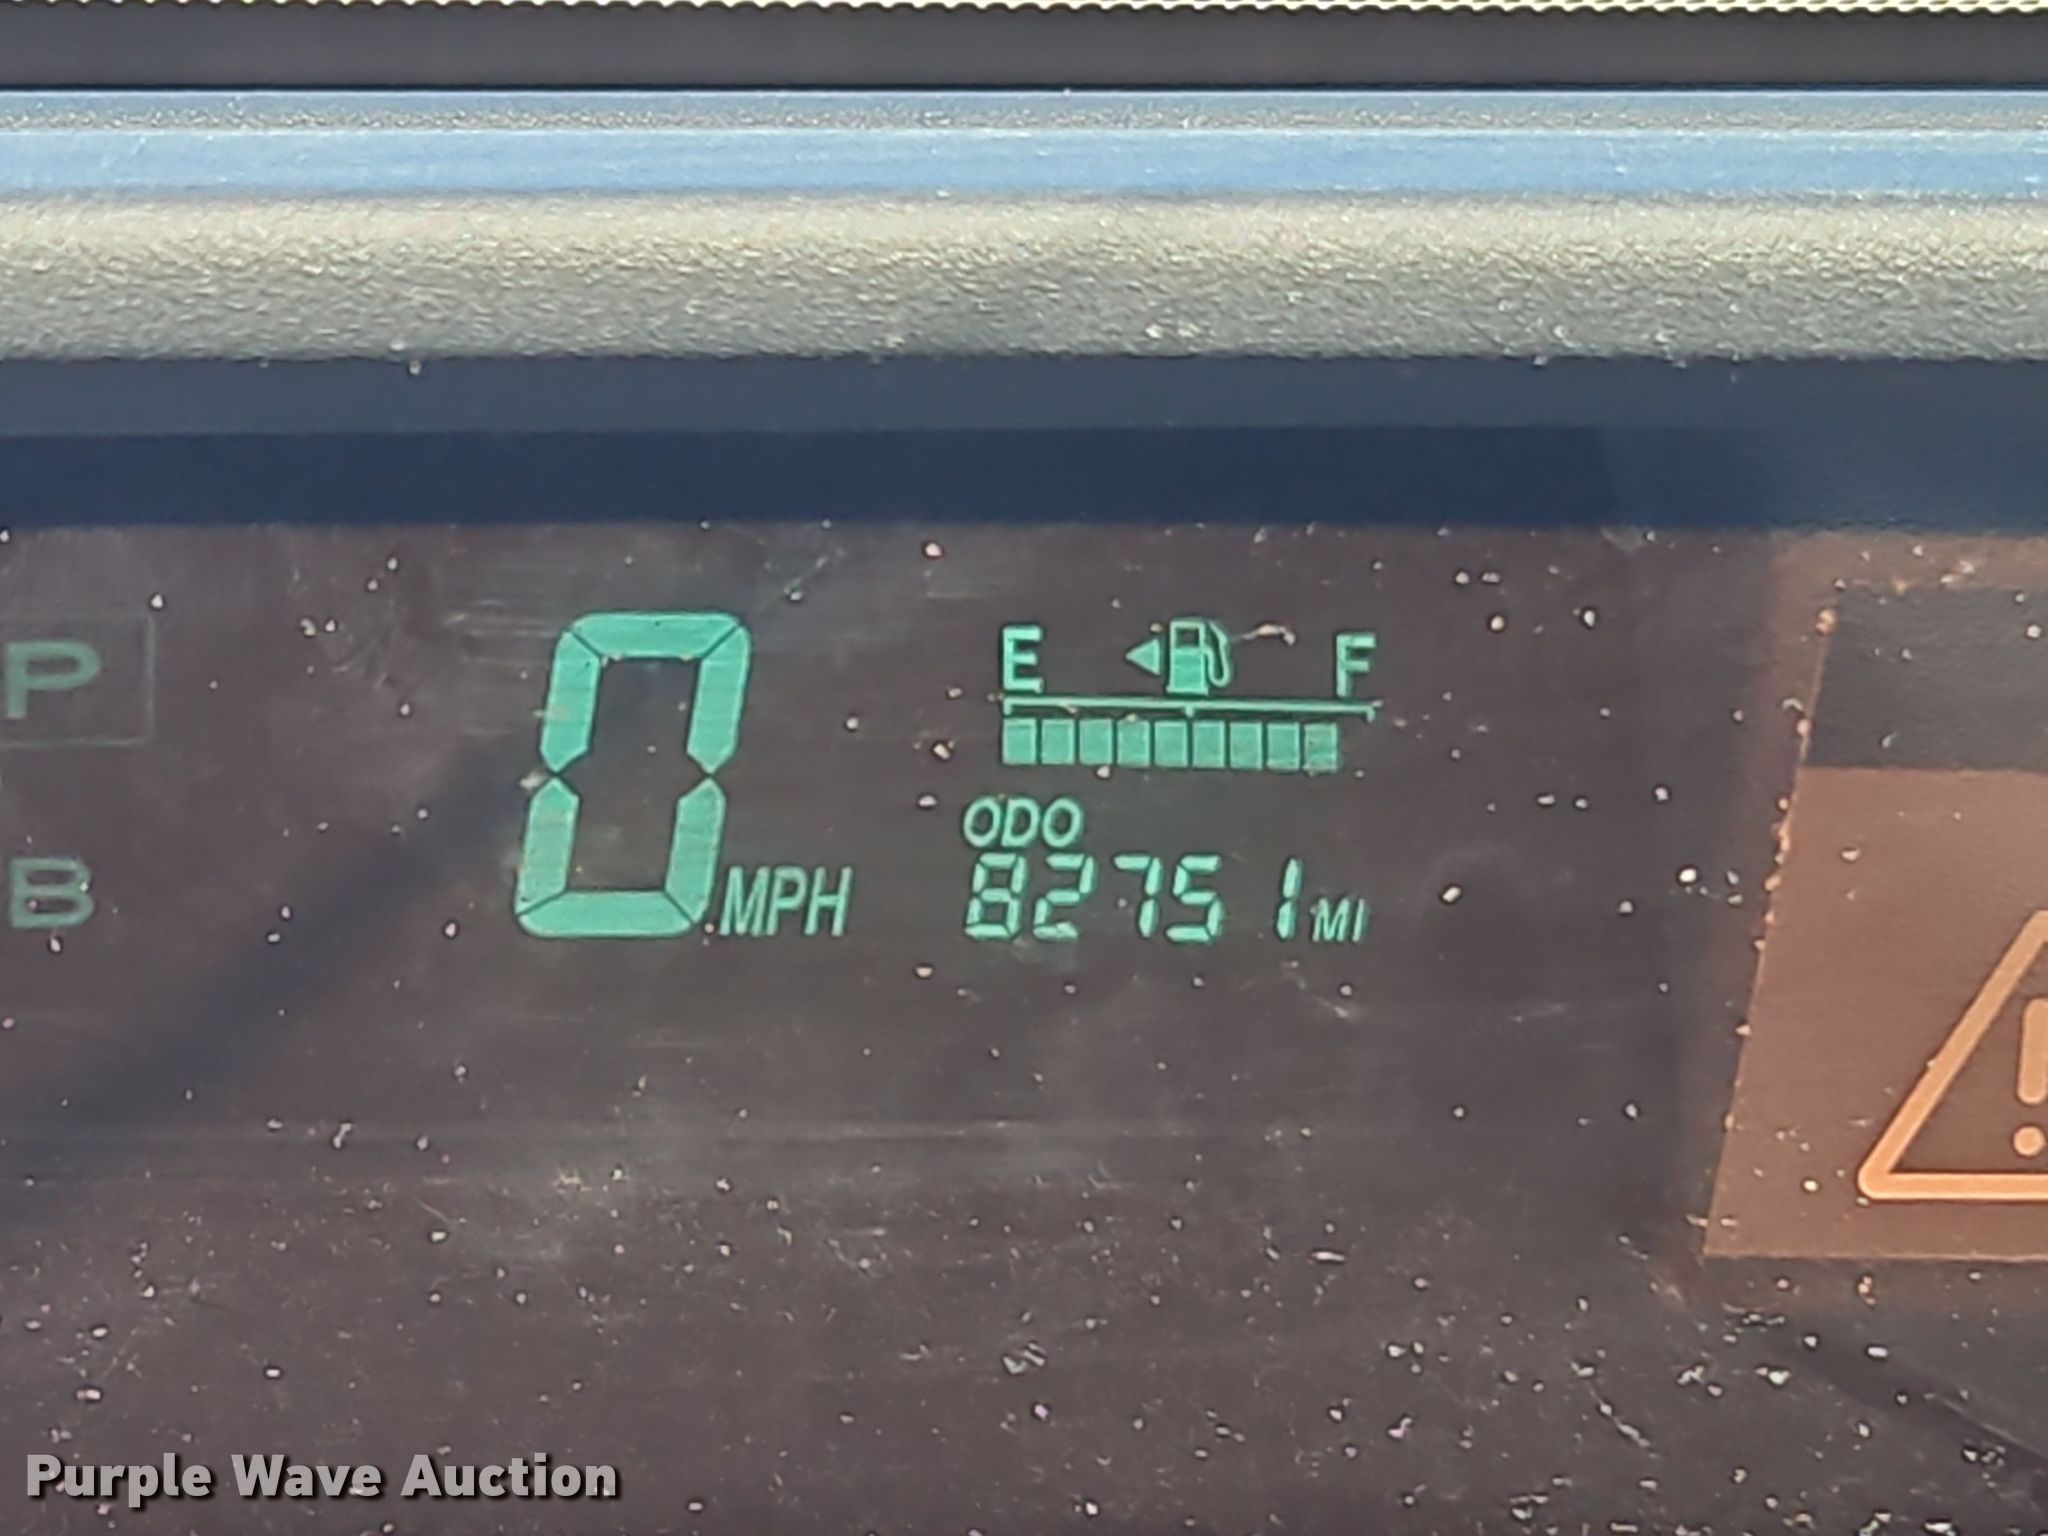 P
B
0 MPH
E F
ODO
82751 MI
!
Purple Wave Auction